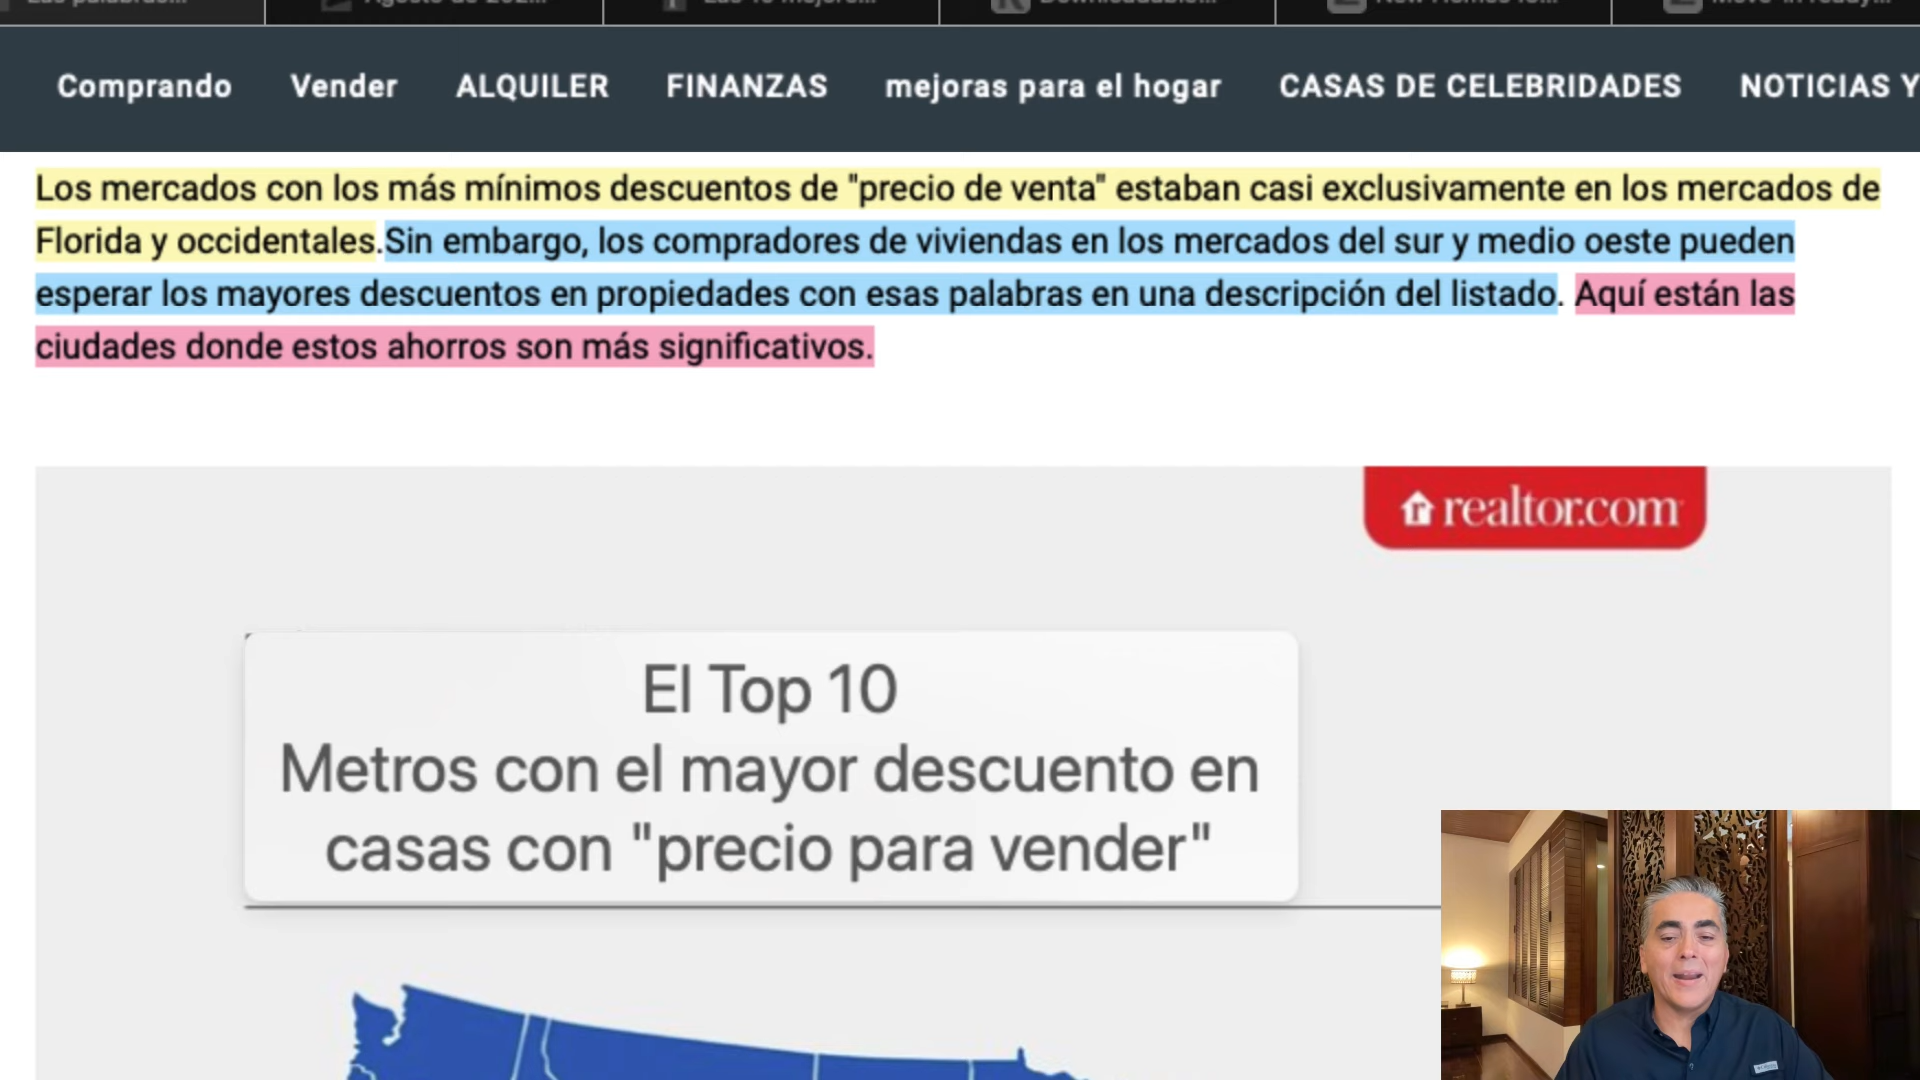 Comprando Vender ALQUILER FINANZAS mejoras para el hogar CASAS DE CELEBRIDADES NOTICIAS Y
Los mercados con los más mínimos descuentos de "precio de venta" estaban casi exclusivamente en los mercados de
Florida y occidentales.Sin embargo, los compradores de viviendas en los mercados del sur y medio oeste pueden
esperar los mayores descuentos en propiedades con esas palabras en una descripción del listado. Aquí están las
ciudades donde estos ahorros son más significativos.
realtor.com
El Top 10
Metros con el mayor descuento en
casas con "precio para vender"